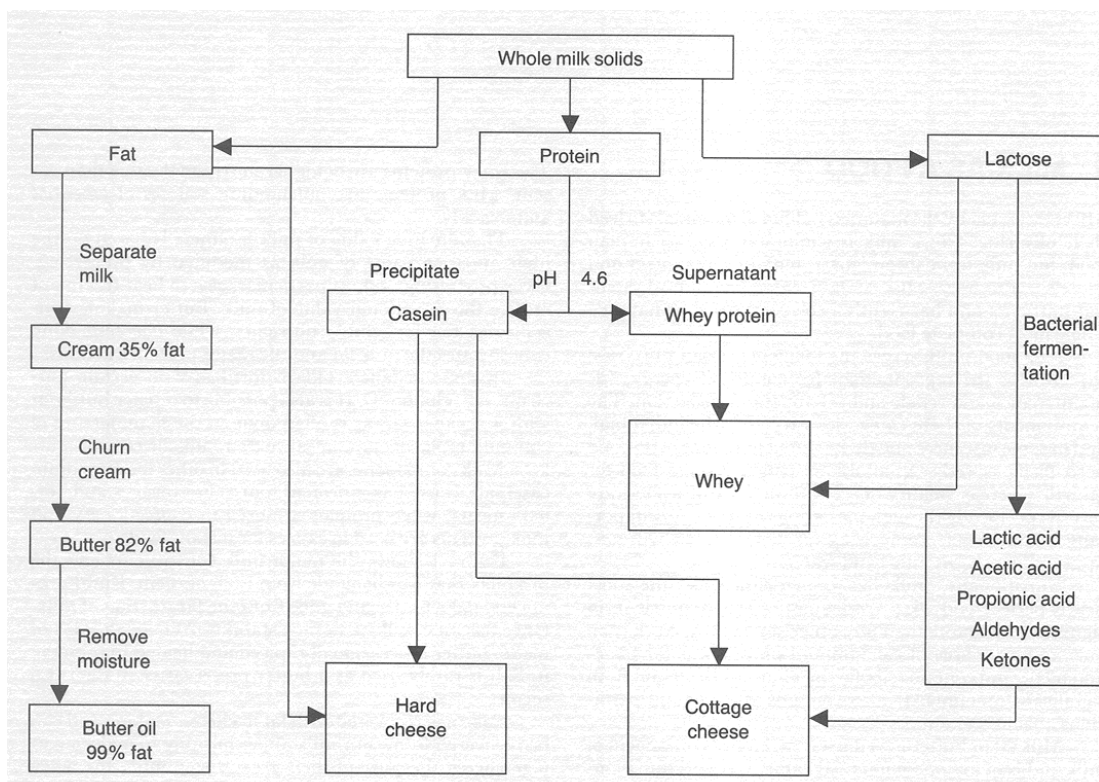 Whole milk solids
Fat
Protein
Lactose
Separate
milk
Precipitate
Casein
pH 4.6
Supernatant
Whey protein
Cream 35% fat
Bacterial
fermen-
tation
Churn
cream
Whey
Butter 82% fat
Lactic acid
Acetic acid
Propionic acid
Aldehydes
Ketones
Remove
moisture
Butter oil
99% fat
Hard
cheese
Cottage
cheese